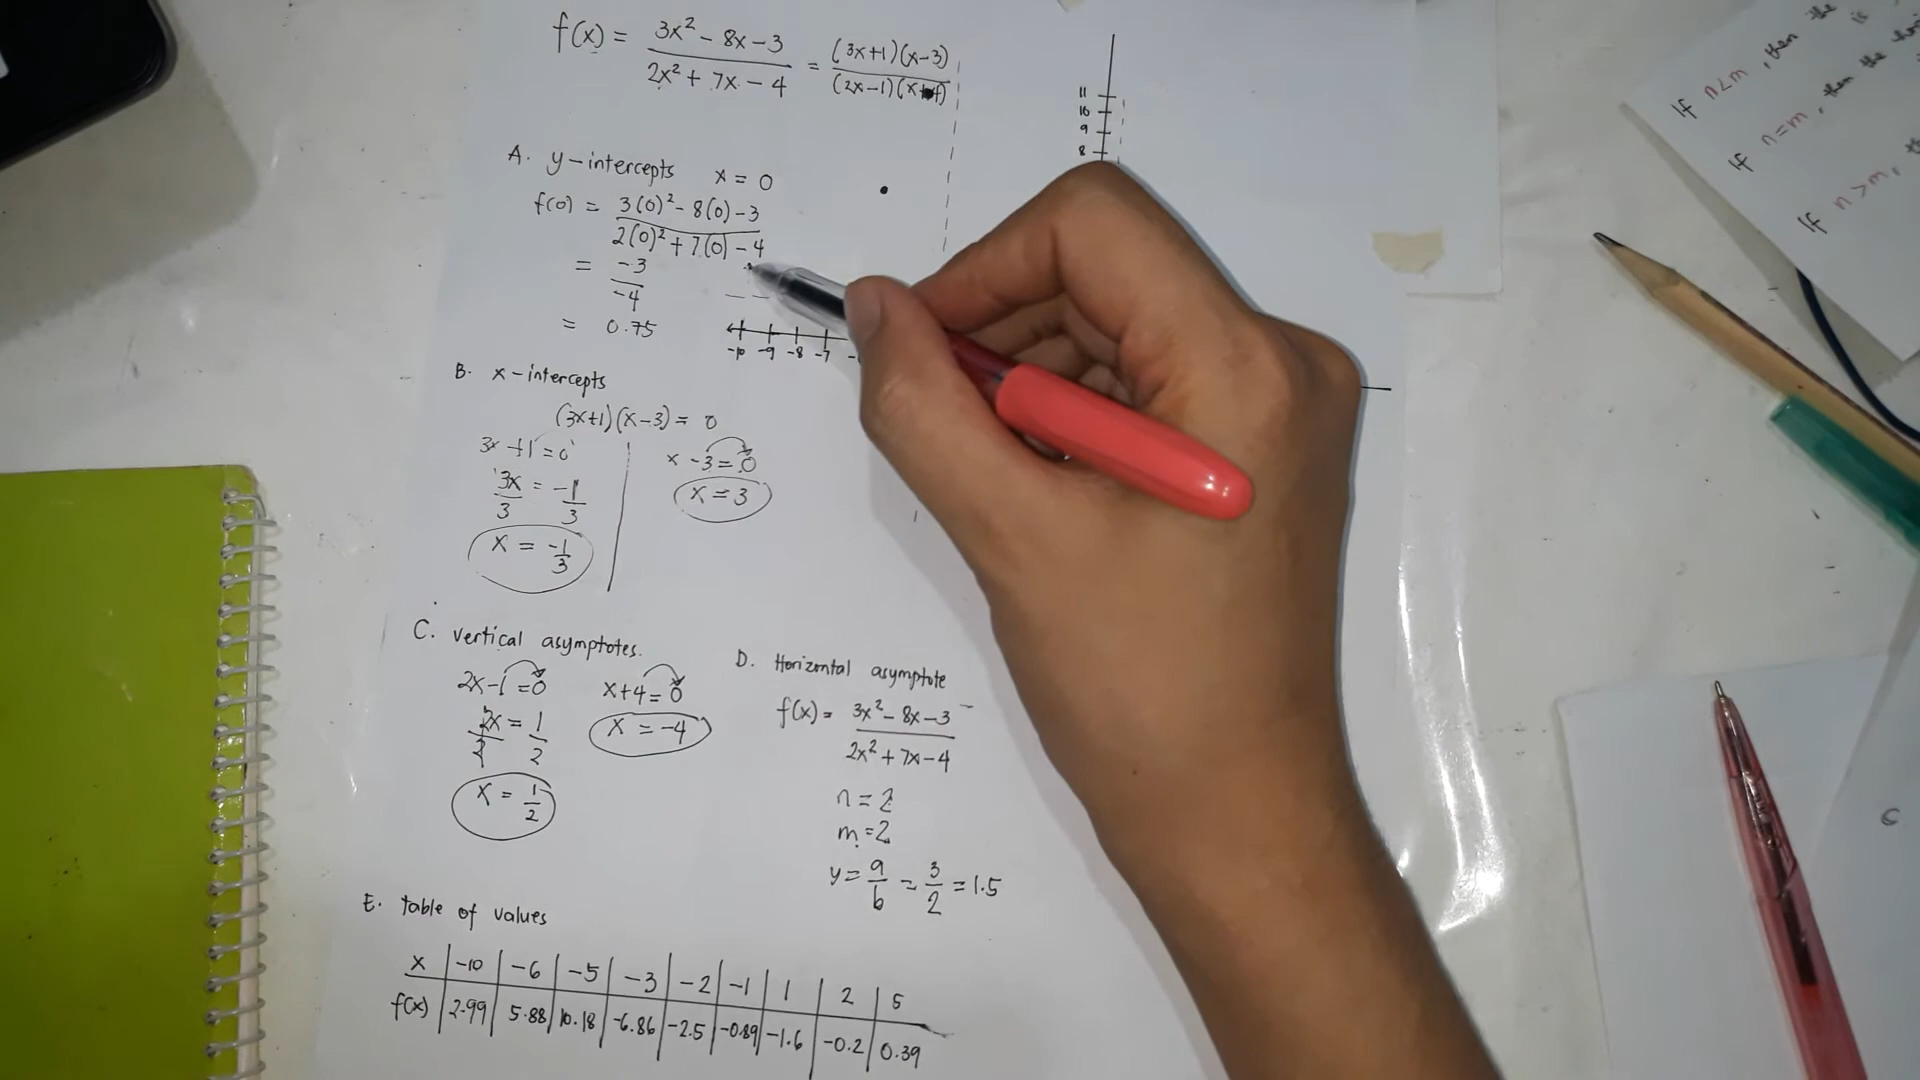 f(x) = 3x² - 8x - 3 / 2x² + 7x - 4 = (3x+1)(x-3) / (2x-1)(x+4)
A. y-intercepts x = 0
f(0) = 3(0)² - 8(0) - 3 / 2(0)² + 7(0) - 4
= -3 / -4
= 0.75
B. x-intercepts
(3x+1)(x-3) = 0
3x+1=0
3x/3 = -1/3
x = -1/3
x-3=0
x=3
C. vertical asymptotes.
2x-1=0
2x/2 = 1/2
x = 1/2
x+4=0
x=-4
D. Horizontal asymptote
f(x) = 3x² - 8x - 3 / 2x² + 7x - 4
n=2
m=2
y = a/b = 3/2 = 1.5
E. table of values
x | -10 | -6 | -5 | -3 | -2 | -1 | 1 | 2 | 5
f(x) | 2.99 | 5.88 | 10.18 | -6.86 | -2.5 | -0.89 | -1.6 | -0.2 | 0.39
11
10
9
8
-10 -9 -8 -7
If n<m, then the is
If n=m, then the
If n>m,